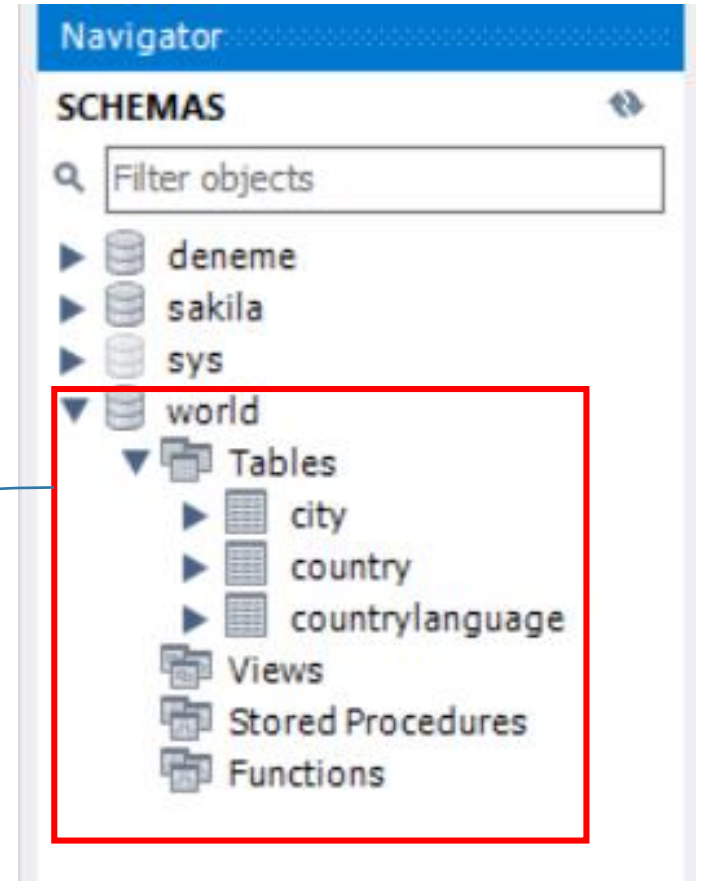 Navigator
SCHEMAS
Filter objects
deneme
sakila
sys
world
Tables
city
country
countrylanguage
Views
Stored Procedures
Functions